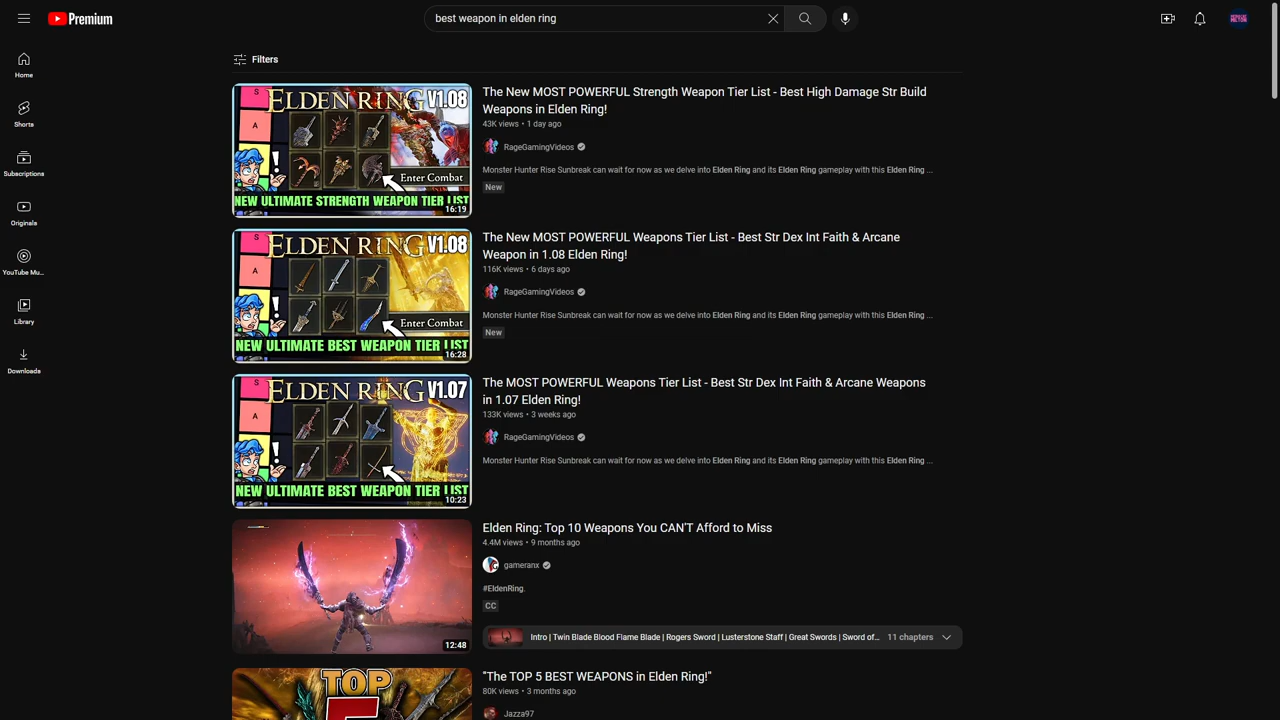 Premium
best weapon in elden ring
Home
Shorts
Subscriptions
Originals
YouTube Mu...
Library
Downloads
Filters
S
A
ELDEN RING V1.08
Enter Combat
NEW ULTIMATE STRENGTH WEAPON TIER LIST
16:19
The New MOST POWERFUL Strength Weapon Tier List - Best High Damage Str Build
Weapons in Elden Ring!
43K views • 1 day ago
RageGamingVideos
Monster Hunter Rise Sunbreak can wait for now as we delve into Elden Ring and its Elden Ring gameplay with this Elden Ring ...
New
S
A
ELDEN RING V1.08
Enter Combat
NEW ULTIMATE BEST WEAPON TIER LIST
16:28
The New MOST POWERFUL Weapons Tier List - Best Str Dex Int Faith & Arcane
Weapon in 1.08 Elden Ring!
116K views • 6 days ago
RageGamingVideos
Monster Hunter Rise Sunbreak can wait for now as we delve into Elden Ring and its Elden Ring gameplay with this Elden Ring ...
New
S
A
ELDEN RING V1.07
NEW ULTIMATE BEST WEAPON TIER LIST
10:23
The MOST POWERFUL Weapons Tier List - Best Str Dex Int Faith & Arcane Weapons
in 1.07 Elden Ring!
133K views • 3 weeks ago
RageGamingVideos
Monster Hunter Rise Sunbreak can wait for now as we delve into Elden Ring and its Elden Ring gameplay with this Elden Ring ...
12:48
Elden Ring: Top 10 Weapons You CAN'T Afford to Miss
4.4M views • 9 months ago
gameranx
#EldenRing.
CC
Intro | Twin Blade Blood Flame Blade | Rogers Sword | Lusterstone Staff | Great Swords | Sword of...
11 chapters
TOP
5
"The TOP 5 BEST WEAPONS in Elden Ring!"
80K views • 3 months ago
Jazza97